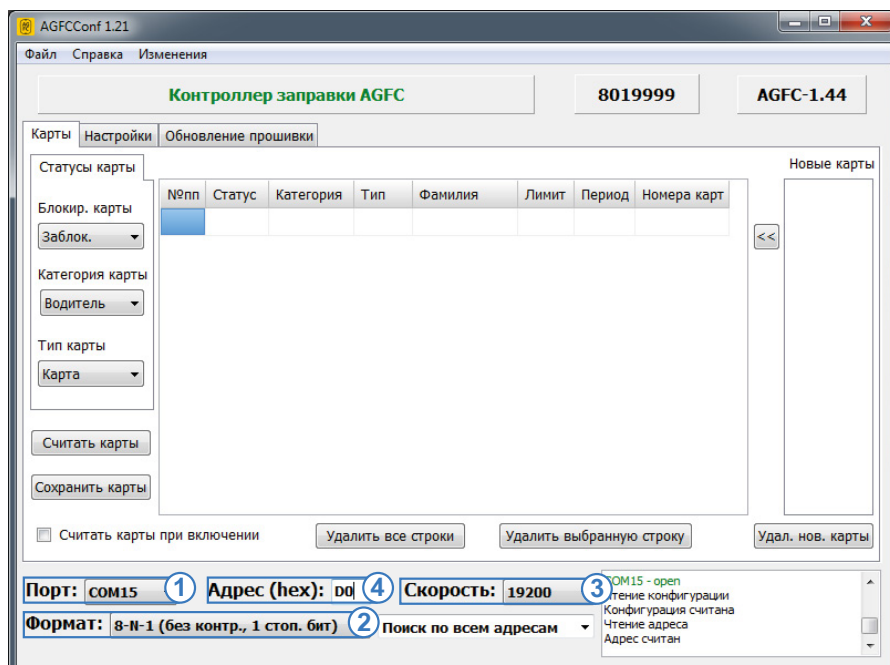 AGFCConf 1.21
Файл Справка Изменения
Контроллер заправки AGFC 8019999 AGFC-1.44
Карты Настройки Обновление прошивки
Статусы карты
Новые карты
№пп Статус Категория Тип Фамилия Лимит Период Номера карт
Блокир. карты
Заблок.
<<
Категория карты
Водитель
Тип карты
Карта
Считать карты
Сохранить карты
Считать карты при включении Удалить все строки Удалить выбранную строку Удал. нов. карты
Порт: COM15 1 Адрес (hex): D0 4 Скорость: 19200 3
Формат: 8-N-1 (без контр., 1 стоп. бит) 2 Поиск по всем адресам
COM15 - open
Чтение конфигурации
Конфигурация считана
Чтение адреса
Адрес считан